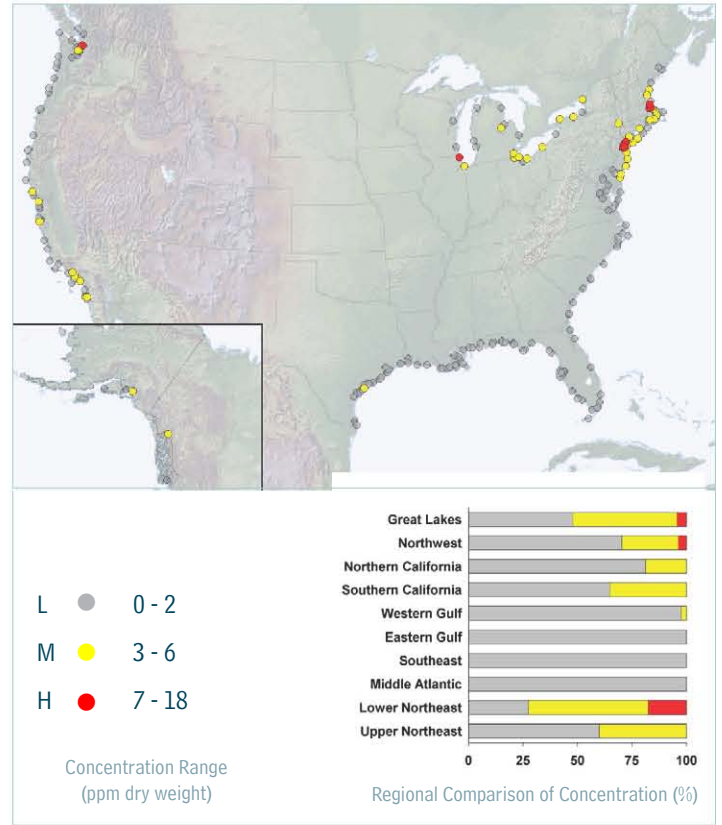 L 0 - 2
M 3 - 6
H 7 - 18
Concentration Range
(ppm dry weight)
Great Lakes
Northwest
Northern California
Southern California
Western Gulf
Eastern Gulf
Southeast
Middle Atlantic
Lower Northeast
Upper Northeast
0 25 50 75 100
Regional Comparison of Concentration (%)